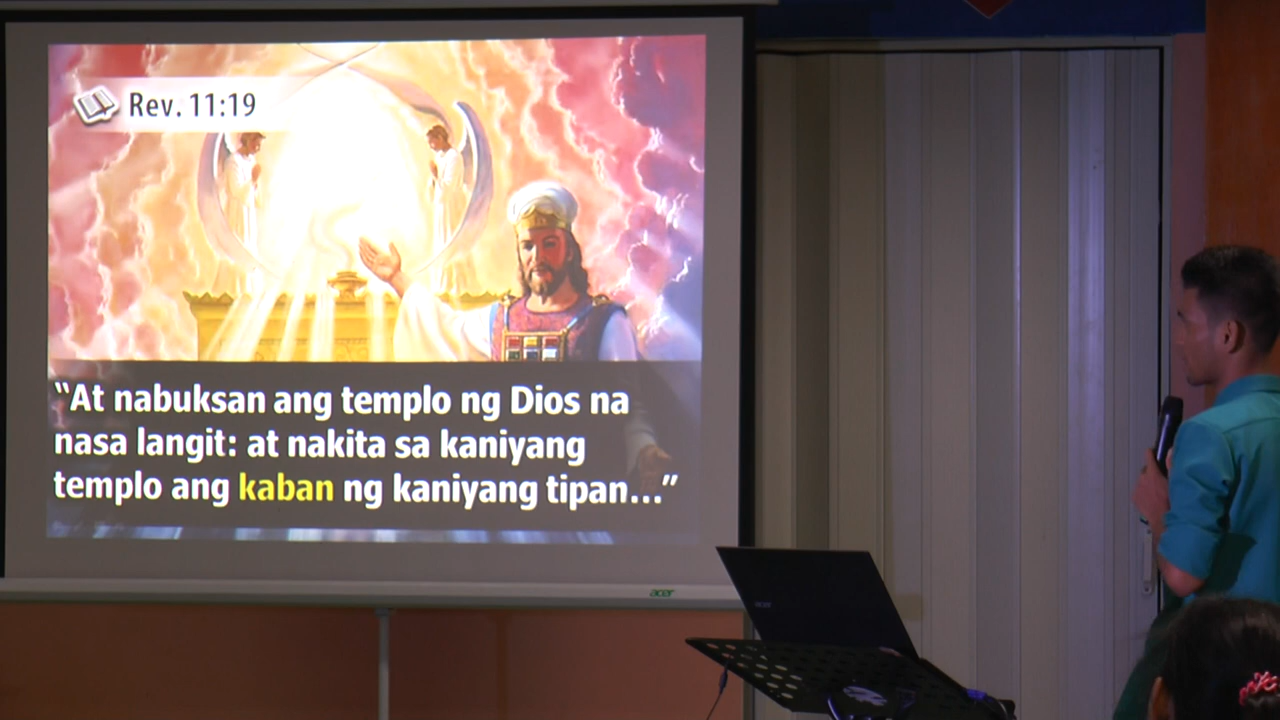 Rev. 11:19
“At nabuksan ang templo ng Dios na
nasa langit: at nakita sa kaniyang
templo ang kaban ng kaniyang tipan...”
acer
acer